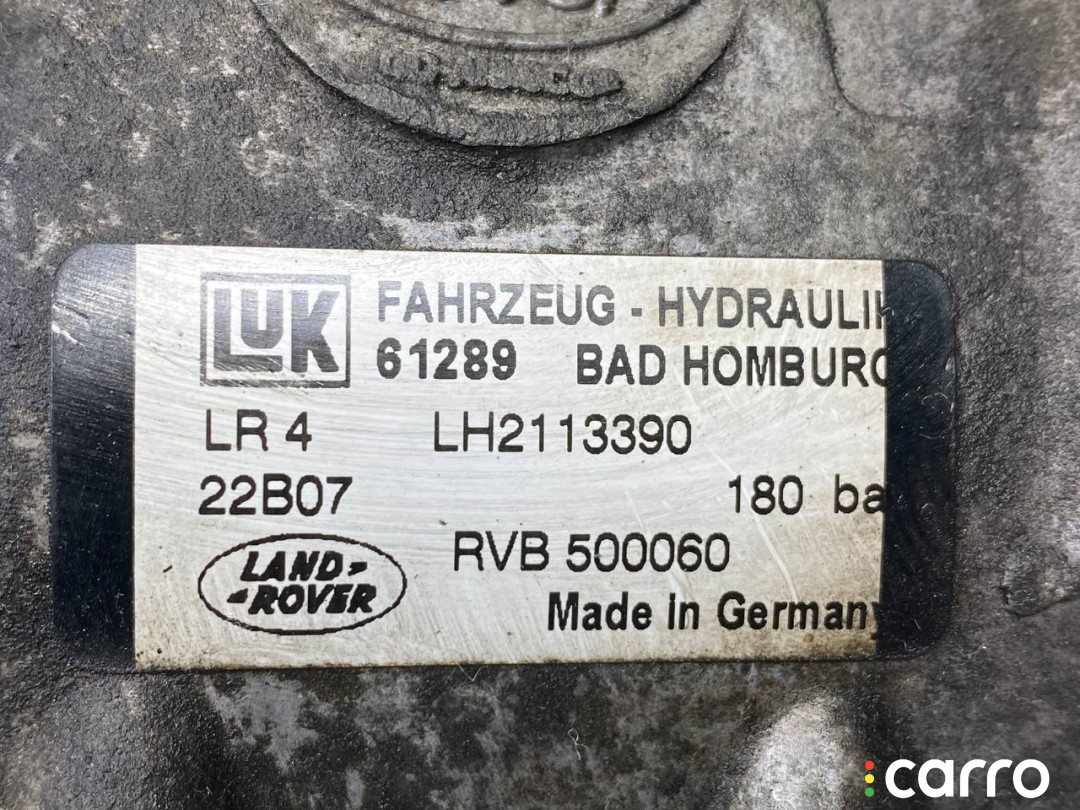 LUK
FAHRZEUG - HYDRAULIK
61289 BAD HOMBURG
LR 4 LH2113390
22B07 180 ba
RVB 500060
LAND-
-ROVER
Made in Germany
carro